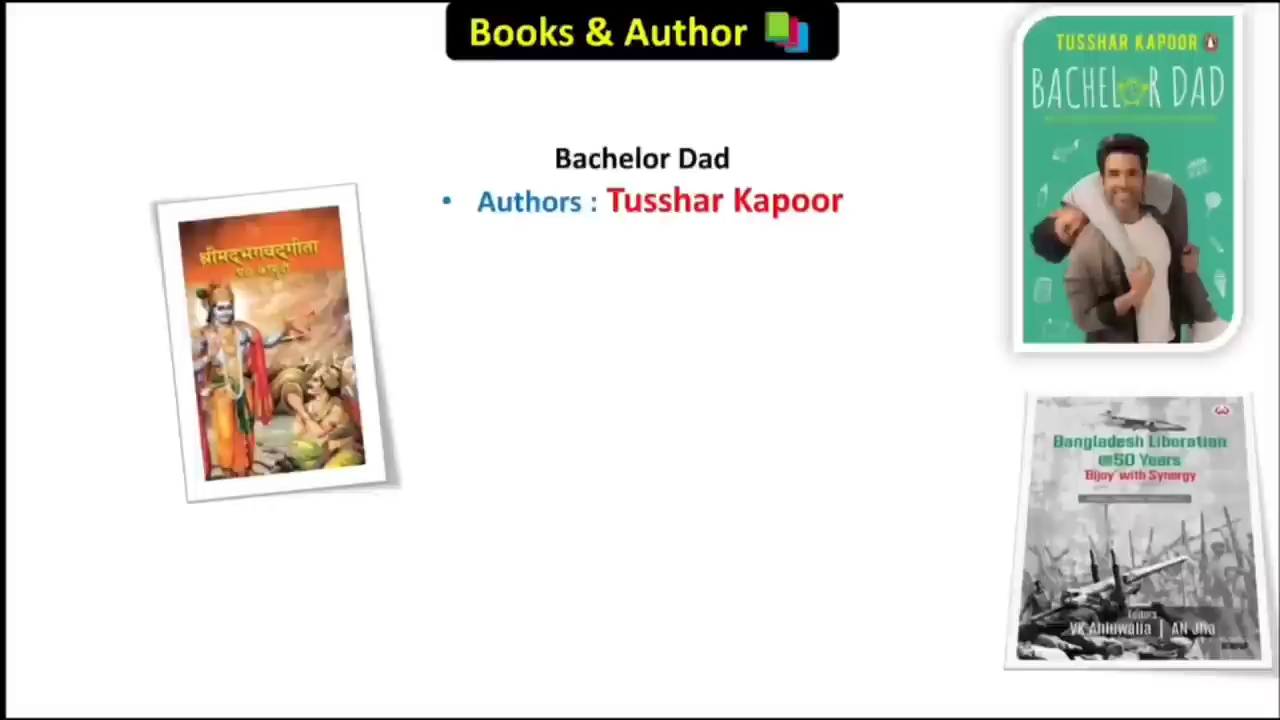 Books & Author
Bachelor Dad
• Authors : Tusshar Kapoor
श्रीमद्भगवद्गीता
TUSSHAR KAPOOR
BACHELOR DAD
Bangladesh Liberation
@50 Years
'Bijoy' with Synergy
Editors
VK Ahluwalia | AN Jha